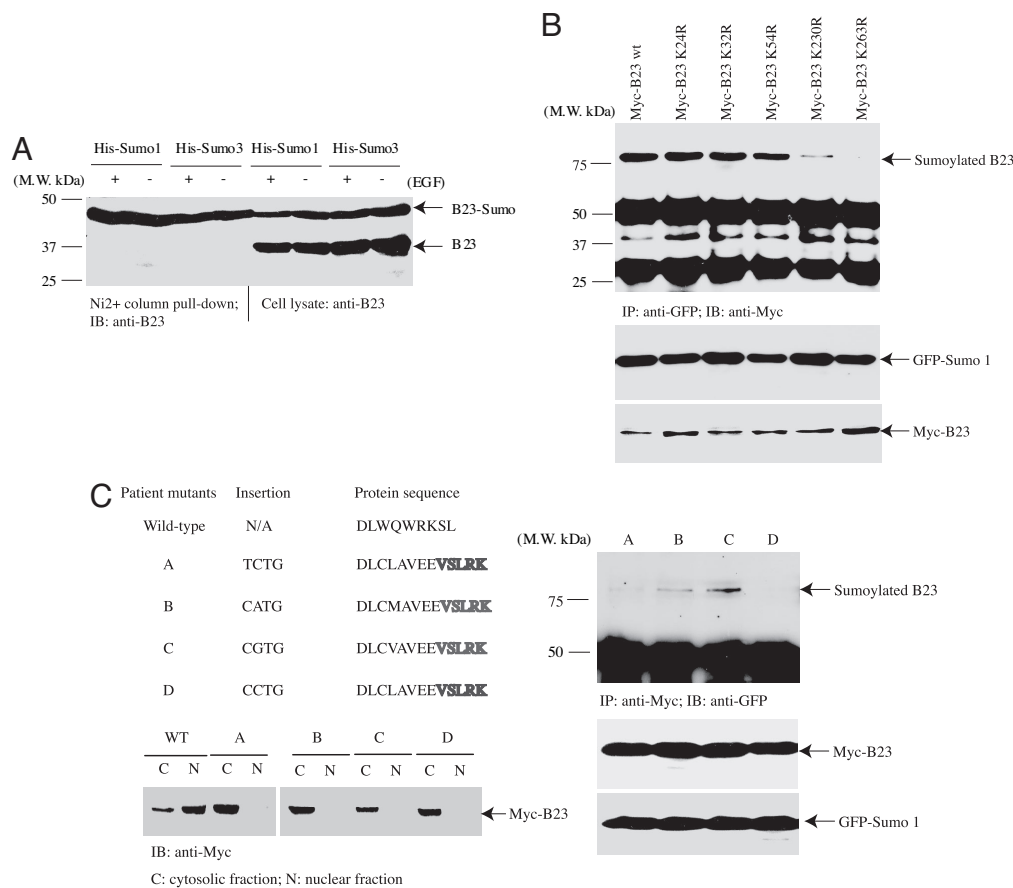 A
His-Sumo1 His-Sumo3 His-Sumo1 His-Sumo3
(M.W. kDa) + - + - + - + - (EGF)
50
B23-Sumo
37
B23
25
Ni2+ column pull-down; Cell lysate: anti-B23
IB: anti-B23
B
Myc-B23 wt
Myc-B23 K24R
Myc-B23 K32R
Myc-B23 K54R
Myc-B23 K230R
Myc-B23 K263R
(M.W. kDa)
75
Sumoylated B23
50
37
25
IP: anti-GFP; IB: anti-Myc
GFP-Sumo 1
Myc-B23
C
Patient mutants Insertion Protein sequence
Wild-type N/A DLWQWRKSL
A TCTG DLCLAVEEVSLRK
B CATG DLCMAVEEVSLRK
C CGTG DLCVAVEEVSLRK
D CCTG DLCLAVEEVSLRK
WT A B C D
C N C N C N C N C N
Myc-B23
IB: anti-Myc
C: cytosolic fraction; N: nuclear fraction
(M.W. kDa) A B C D
Sumoylated B23
75
50
IP: anti-Myc; IB: anti-GFP
Myc-B23
GFP-Sumo 1